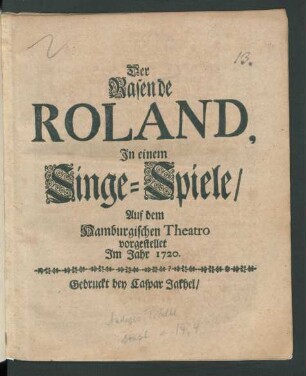 13.
Der
Rasende
ROLAND,
In einem
Singe-Spiele/
Auf dem
Hamburgischen Theatro
vorgestellet
Im Jahr 1720.
Gedruckt bey Caspar Jakhel/